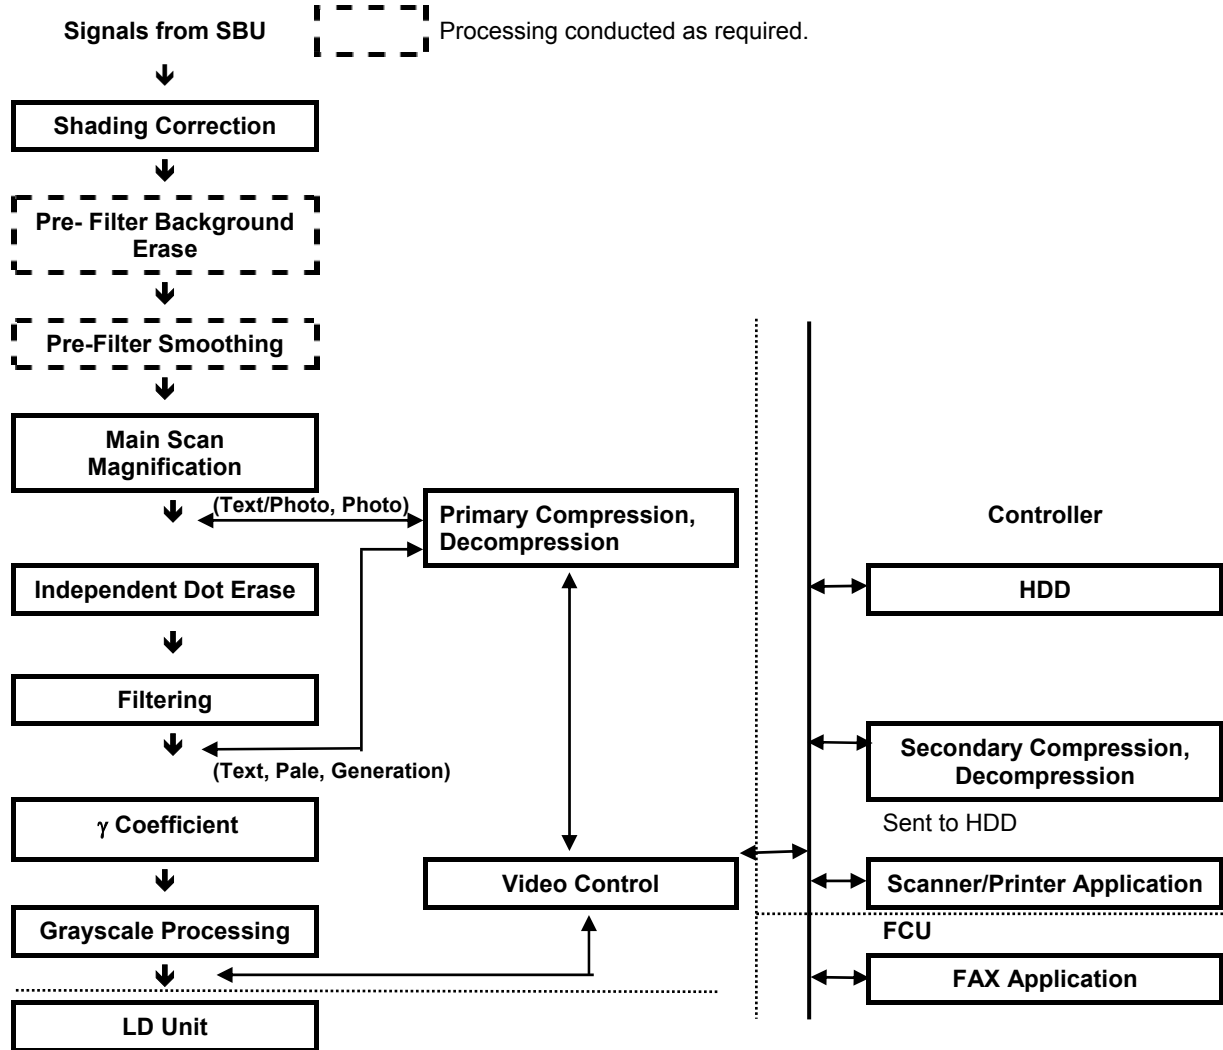 Signals from SBU
Processing conducted as required.
Shading Correction
Pre- Filter Background
Erase
Pre-Filter Smoothing
Main Scan
Magnification
(Text/Photo, Photo)
Primary Compression,
Decompression
Independent Dot Erase
Filtering
(Text, Pale, Generation)
γ Coefficient
Video Control
Grayscale Processing
LD Unit
Controller
HDD
Secondary Compression,
Decompression
Sent to HDD
Scanner/Printer Application
FCU
FAX Application